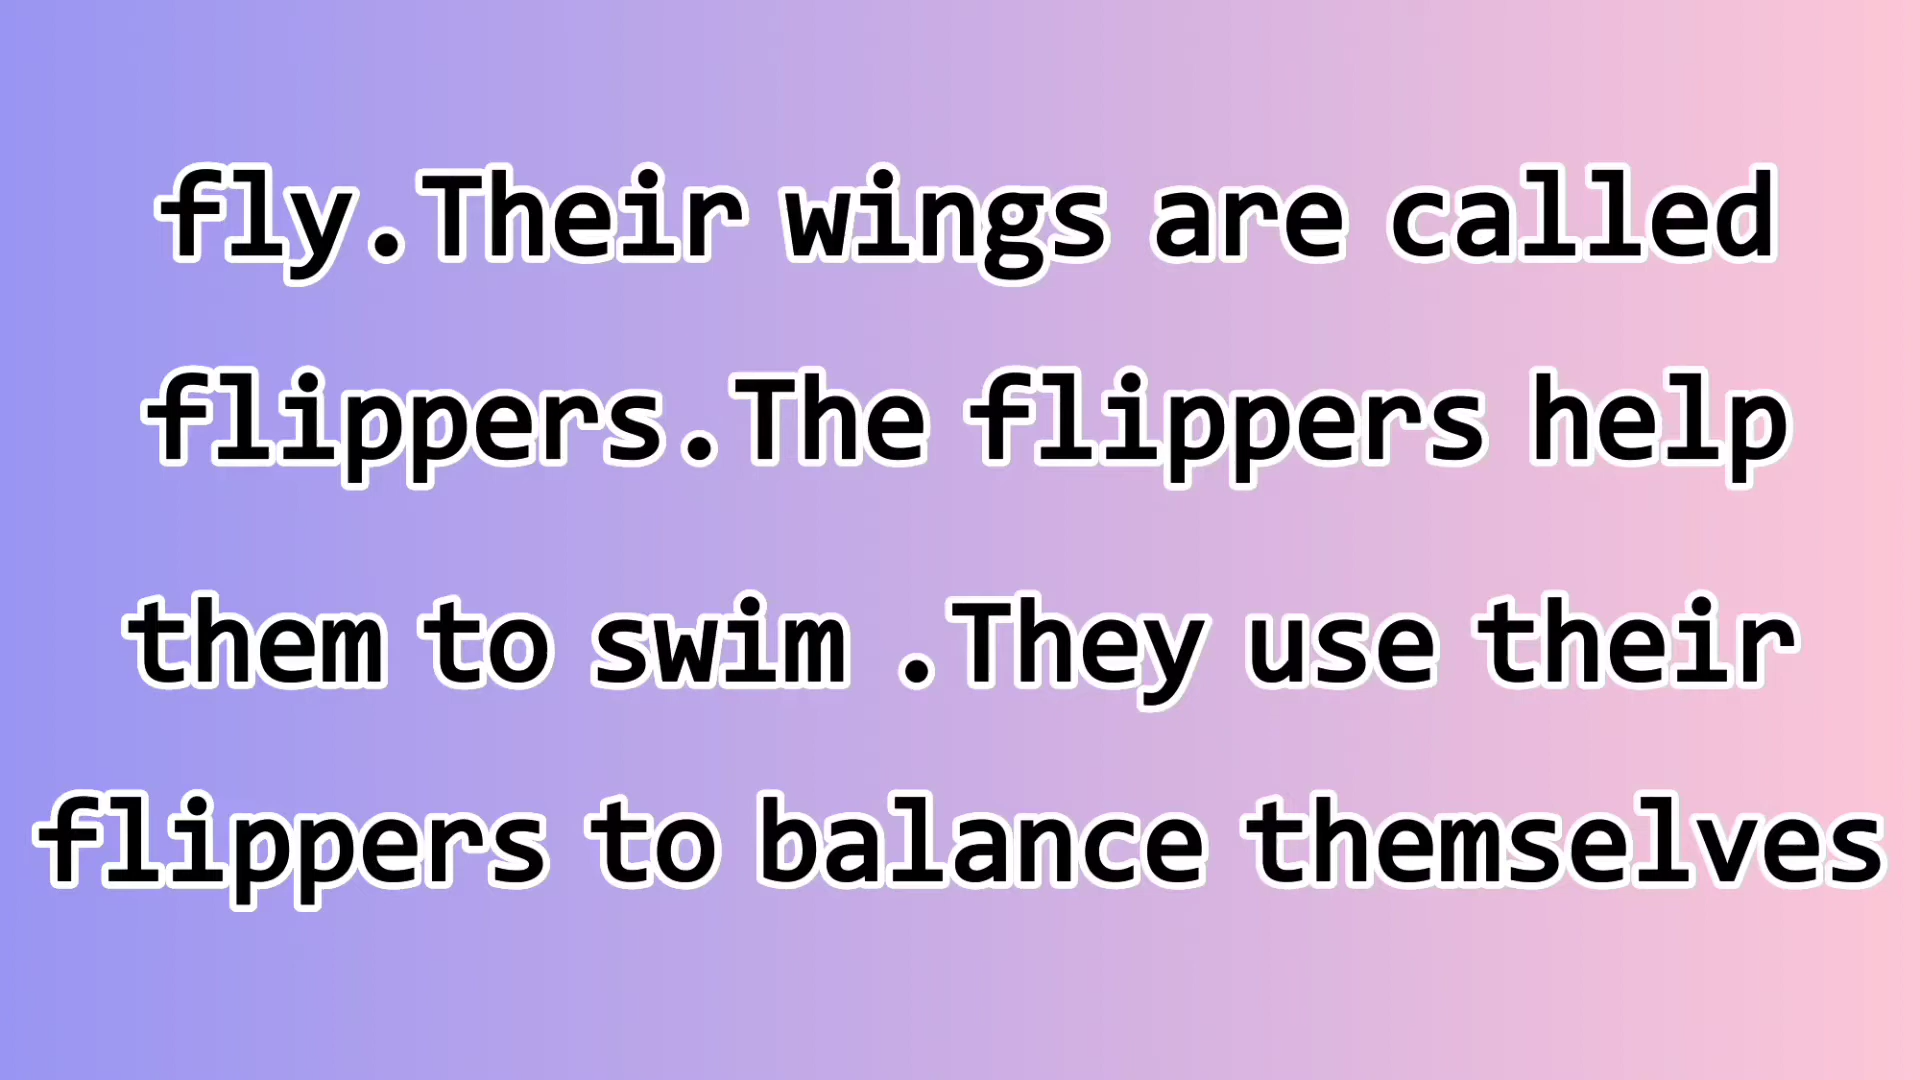 fly.Their wings are called
flippers.The flippers help
them to swim .They use their
flippers to balance themselves